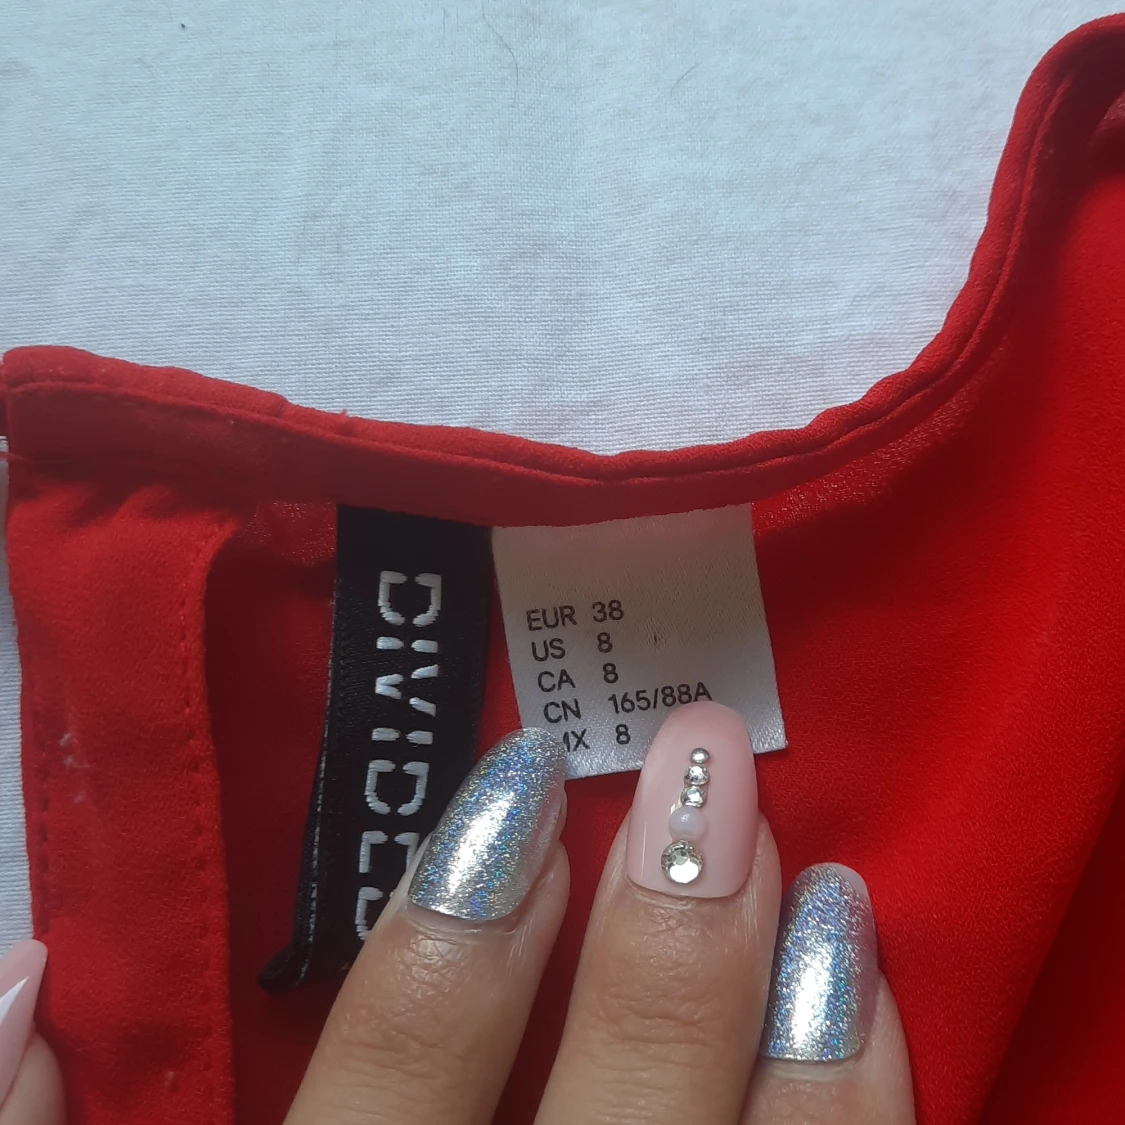 DIVIDED
EUR 38
US 8
CA 8
CN 165/88A
MX 8